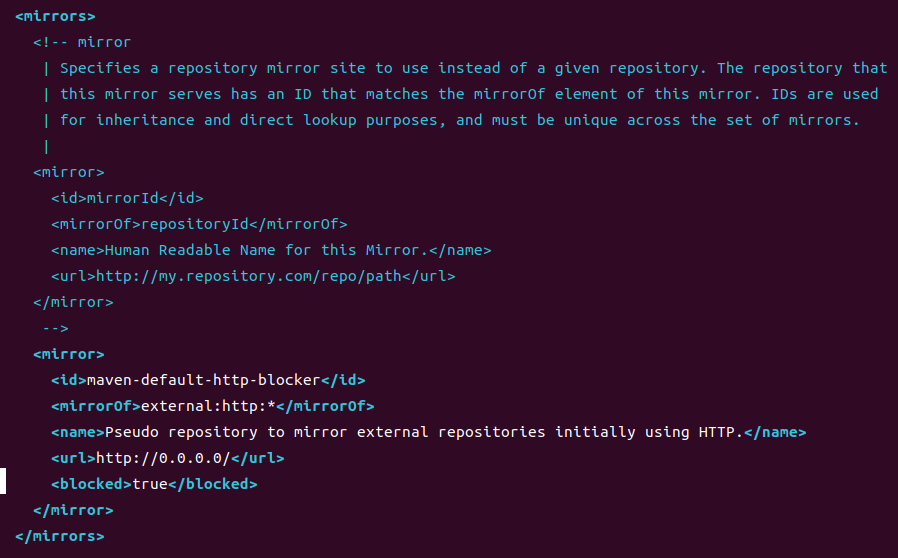 <mirrors>
<!-- mirror
| Specifies a repository mirror site to use instead of a given repository. The repository that
| this mirror serves has an ID that matches the mirrorOf element of this mirror. IDs are used
| for inheritance and direct lookup purposes, and must be unique across the set of mirrors.
|
<mirror>
<id>mirrorId</id>
<mirrorOf>repositoryId</mirrorOf>
<name>Human Readable Name for this Mirror.</name>
<url>http://my.repository.com/repo/path</url>
</mirror>
-->
<mirror>
<id>maven-default-http-blocker</id>
<mirrorOf>external:http:*</mirrorOf>
<name>Pseudo repository to mirror external repositories initially using HTTP.</name>
<url>http://0.0.0.0/</url>
<blocked>true</blocked>
</mirror>
</mirrors>